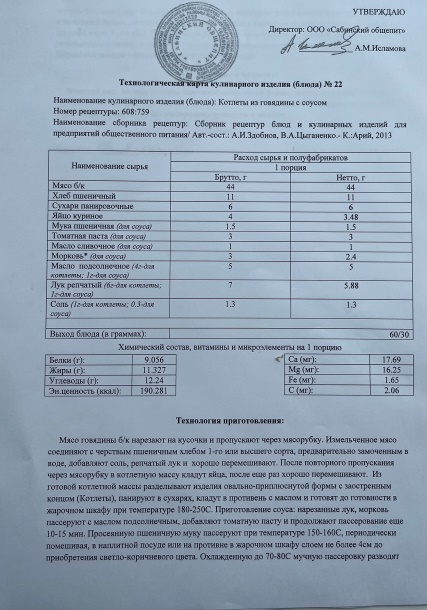 УТВЕРЖДАЮ
Директор: ООО «Сабинский общепит»
А.М.Исламова
Технологическая карта кулинарного изделия (блюда) № 22
Наименование кулинарного изделия (блюда): Котлеты из говядины с соусом
Номер рецептуры: 608:759
Наименование сборника рецептур: Сборник рецептур блюд и кулинарных изделий для
предприятий общественного питания/ Авт.-сост.: А.И.Здобнов, В.А.Цыганенко.- К.:Арий, 2013
Наименование сырья Расход сырья и полуфабрикатов
1 порция
Брутто, г Нетто, г
Мясо б/к 44 44
Хлеб пшеничный 11 11
Сухари панировочные 6 6
Яйцо куриное 4 3.48
Мука пшеничная (для соуса) 1.5 1.5
Томатная паста (для соуса) 3 3
Масло сливочное (для соуса) 1 1
Морковь* (для соуса) 3 2.4
Масло подсолнечное (4г-для 5 5
котлеты; 1г-для соуса)
Лук репчатый (6г-для котлеты; 7 5.88
1г-для соуса)
Соль (1г-для котлеты; 0.3-для 1.3 1.3
соуса)
Выход блюда (в граммах): 60/30
Химический состав, витамины и микроэлементы на 1 порцию
Белки (г): 9.056 Ca (мг): 17.69
Жиры (г): 11.327 Mg (мг): 16.25
Углеводы (г): 12.24 Fe (мг): 1.65
Эн.ценность (ккал): 190.281 C (мг): 2.06
Технология приготовления:
Мясо говядины б/к нарезают на кусочки и пропускают через мясорубку. Измельченное мясо
соединяют с черствым пшеничным хлебом 1-го или высшего сорта, предварительно замоченным в
воде, добавляют соль, репчатый лук и хорошо перемешивают. После повторного пропускания
через мясорубку в котлетную массу кладут яйца, после еще раз хорошо перемешивают. Из
готовой котлетной массы разделывают изделия овально-приплюснутой формы с заостренным
концом (Котлеты), панируют в сухарях, кладут в противень с маслом и готовят до готовности в
жарочном шкафу при температуре 180-250С. Приготовление соуса: нарезанные лук, морковь
пассеруют с маслом подсолнечным, добавляют томатную пасту и продолжают пассерование еще
10-15 мин. Просеянную пшеничную муку пассеруют при температуре 150-160С, периодически
помешивая, в наплитной посуде или на противне в жарочном шкафу слоем не более 4см до
приобретения светло-коричневого цвета. Охлажденную до 70-80С мучную пассеровку разводят